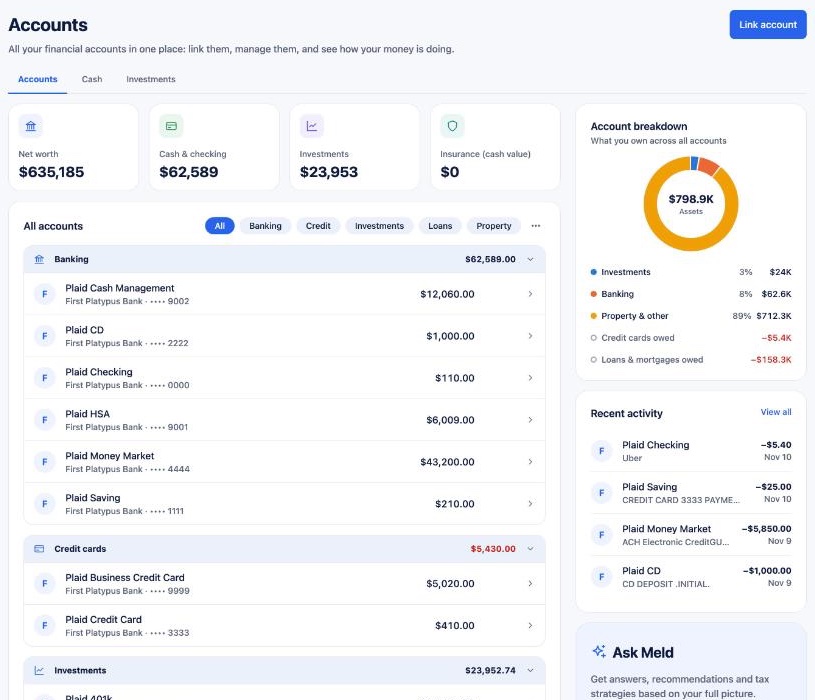 Accounts
Link account
All your financial accounts in one place: link them, manage them, and see how your money is doing.
Accounts Cash Investments
Net worth
$635,185
Cash & checking
$62,589
Investments
$23,953
Insurance (cash value)
$0
All accounts
All Banking Credit Investments Loans Property ...
Banking $62,589.00
F Plaid Cash Management $12,060.00
First Platypus Bank · •••• 9002
F Plaid CD $1,000.00
First Platypus Bank · •••• 2222
F Plaid Checking $110.00
First Platypus Bank · •••• 0000
F Plaid HSA $6,009.00
First Platypus Bank · •••• 9001
F Plaid Money Market $43,200.00
First Platypus Bank · •••• 4444
F Plaid Saving $210.00
First Platypus Bank · •••• 1111
Credit cards $5,430.00
F Plaid Business Credit Card $5,020.00
First Platypus Bank · •••• 9999
F Plaid Credit Card $410.00
First Platypus Bank · •••• 3333
Investments $23,952.74
Plaid 401k
Account breakdown
What you own across all accounts
$798.9K
Assets
Investments 3% $24K
Banking 8% $62.6K
Property & other 89% $712.3K
Credit cards owed −$5.4K
Loans & mortgages owed −$158.3K
Recent activity View all
F Plaid Checking −$5.40
Uber Nov 10
F Plaid Saving −$25.00
CREDIT CARD 3333 PAYME... Nov 10
F Plaid Money Market −$5,850.00
ACH Electronic CreditGU... Nov 9
F Plaid CD −$1,000.00
CD DEPOSIT .INITIAL. Nov 9
Ask Meld
Get answers, recommendations and tax
strategies based on your full picture.